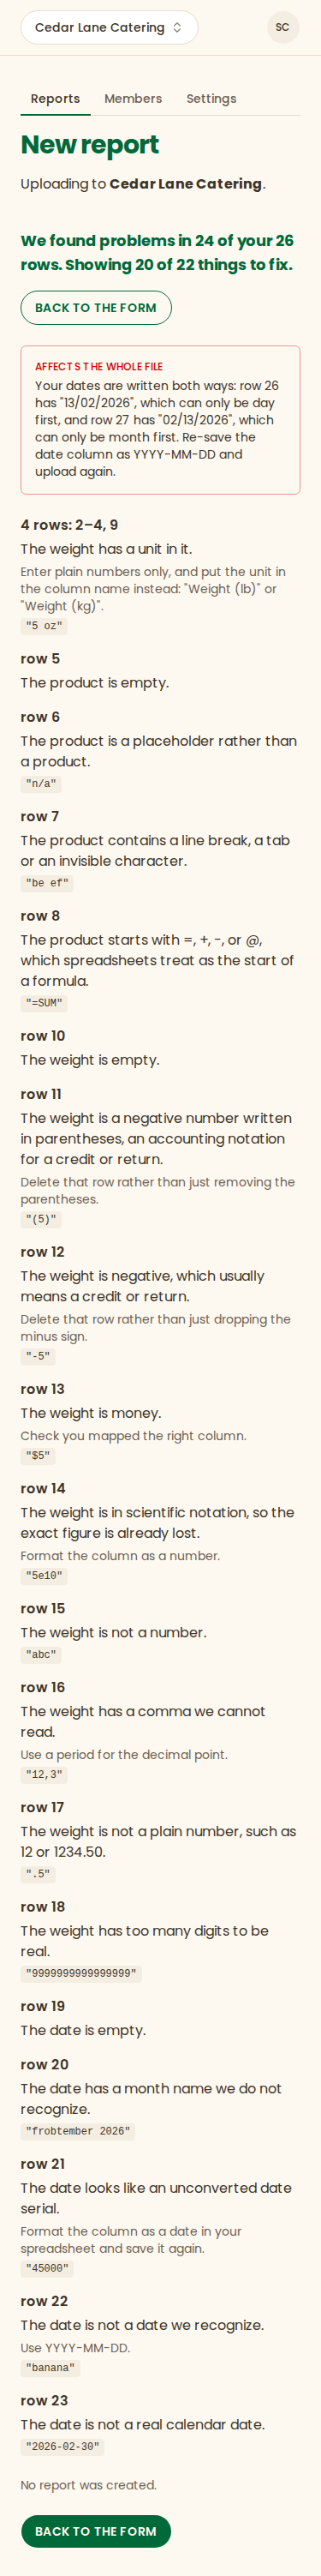 Cedar Lane Catering
SC
Reports
Members
Settings
New report
Uploading to Cedar Lane Catering.
We found problems in 24 of your 26
rows. Showing 20 of 22 things to fix.
BACK TO THE FORM
AFFECTS THE WHOLE FILE
Your dates are written both ways: row 26
has "13/02/2026", which can only be day
first, and row 27 has "02/13/2026", which
can only be month first. Re-save the
date column as YYYY-MM-DD and
upload again.
4 rows: 2–4, 9
The weight has a unit in it.
Enter plain numbers only, and put the unit in
the column name instead: "Weight (lb)" or
"Weight (kg)".
"5 oz"
row 5
The product is empty.
row 6
The product is a placeholder rather than
a product.
"n/a"
row 7
The product contains a line break, a tab
or an invisible character.
"be ef"
row 8
The product starts with =, +, -, or @,
which spreadsheets treat as the start of
a formula.
"=SUM"
row 10
The weight is empty.
row 11
The weight is a negative number written
in parentheses, an accounting notation
for a credit or return.
Delete that row rather than just removing the
parentheses.
"(5)"
row 12
The weight is negative, which usually
means a credit or return.
Delete that row rather than just dropping the
minus sign.
"-5"
row 13
The weight is money.
Check you mapped the right column.
"$5"
row 14
The weight is in scientific notation, so the
exact figure is already lost.
Format the column as a number.
"5e10"
row 15
The weight is not a number.
"abc"
row 16
The weight has a comma we cannot
read.
Use a period for the decimal point.
"12,3"
row 17
The weight is not a plain number, such as
12 or 1234.50.
".5"
row 18
The weight has too many digits to be
real.
"9999999999999999"
row 19
The date is empty.
row 20
The date has a month name we do not
recognize.
"frobtember 2026"
row 21
The date looks like an unconverted date
serial.
Format the column as a date in your
spreadsheet and save it again.
"45000"
row 22
The date is not a date we recognize.
Use YYYY-MM-DD.
"banana"
row 23
The date is not a real calendar date.
"2026-02-30"
No report was created.
BACK TO THE FORM